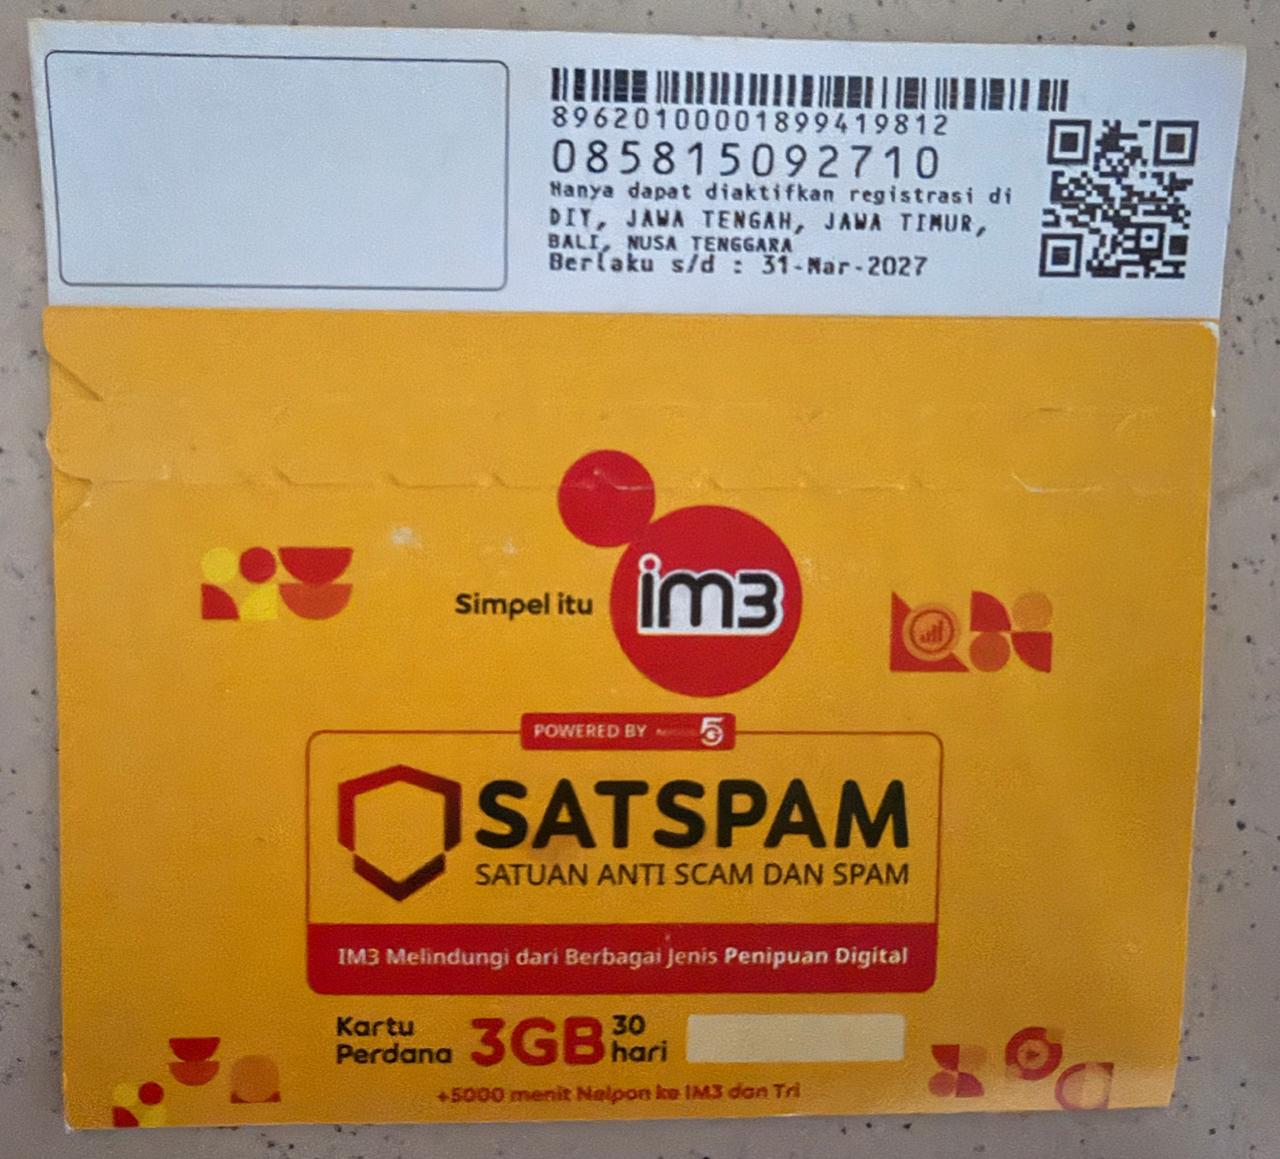 89620100001899419812
085815092710
Hanya dapat diaktifkan registrasi di
DIY, JAWA TENGAH, JAWA TIMUR,
BALI, NUSA TENGGARA
Berlaku s/d : 31-Mar-2027
Simpel itu im3
POWERED BY 5G
SATSPAM
SATUAN ANTI SCAM DAN SPAM
IM3 Melindungi dari Berbagai Jenis Penipuan Digital
Kartu Perdana 3GB 30 hari
+5000 menit Nelpon ke IM3 dan Tri